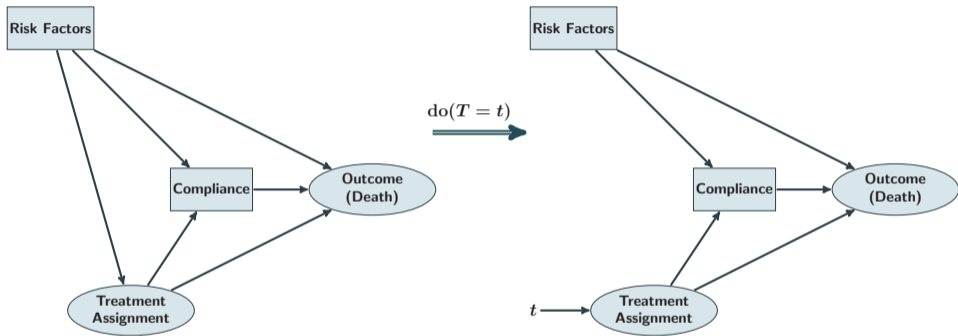 Risk Factors
Compliance
Outcome
(Death)
Treatment
Assignment
do(T = t)
Risk Factors
Compliance
Outcome
(Death)
t
Treatment
Assignment